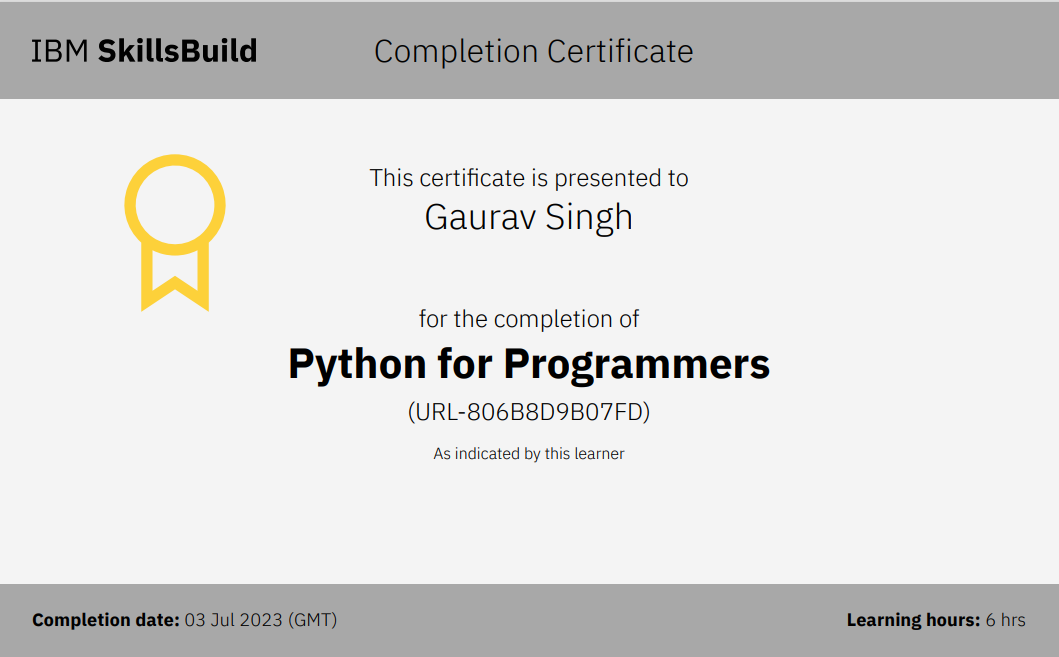 IBM SkillsBuild
Completion Certificate
This certificate is presented to
Gaurav Singh
for the completion of
Python for Programmers
(URL-806B8D9B07FD)
As indicated by this learner
Completion date: 03 Jul 2023 (GMT)
Learning hours: 6 hrs